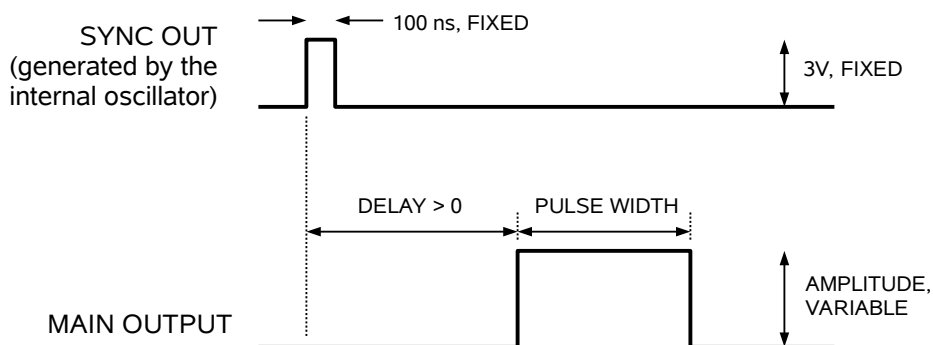 100 ns, FIXED
SYNC OUT
(generated by the
internal oscillator)
3V, FIXED
DELAY > 0
PULSE WIDTH
AMPLITUDE,
VARIABLE
MAIN OUTPUT